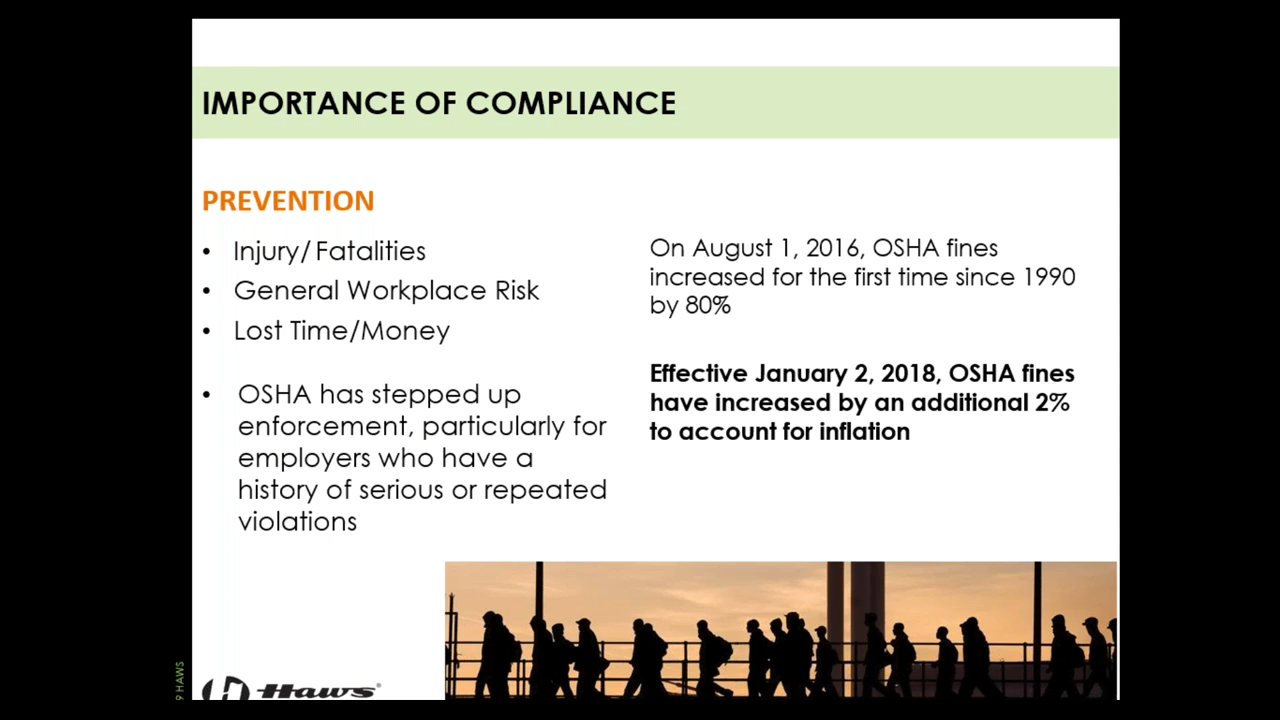 IMPORTANCE OF COMPLIANCE
PREVENTION
• Injury/Fatalities
• General Workplace Risk
• Lost Time/Money
• OSHA has stepped up
enforcement, particularly for
employers who have a
history of serious or repeated
violations
On August 1, 2016, OSHA fines
increased for the first time since 1990
by 80%
Effective January 2, 2018, OSHA fines
have increased by an additional 2%
to account for inflation
Haws®
9 HAWS